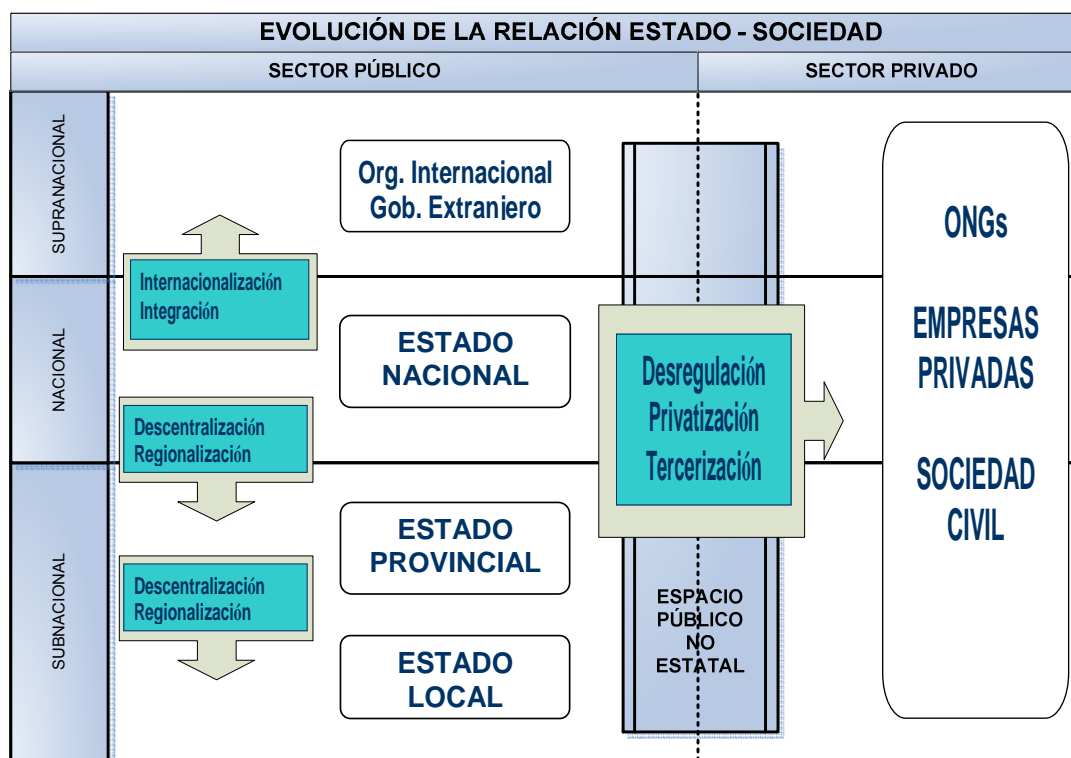 EVOLUCIÓN DE LA RELACIÓN ESTADO - SOCIEDAD
SECTOR PÚBLICO
SECTOR PRIVADO
SUPRANACIONAL
Org. Internacional
Gob. Extranjero
Internacionalización
Integración
NACIONAL
ESTADO
NACIONAL
Descentralización
Regionalización
SUBNACIONAL
ESTADO
PROVINCIAL
Descentralización
Regionalización
ESTADO
LOCAL
Desregulación
Privatización
Tercerización
ESPACIO
PÚBLICO
NO
ESTATAL
ONGs
EMPRESAS
PRIVADAS
SOCIEDAD
CIVIL